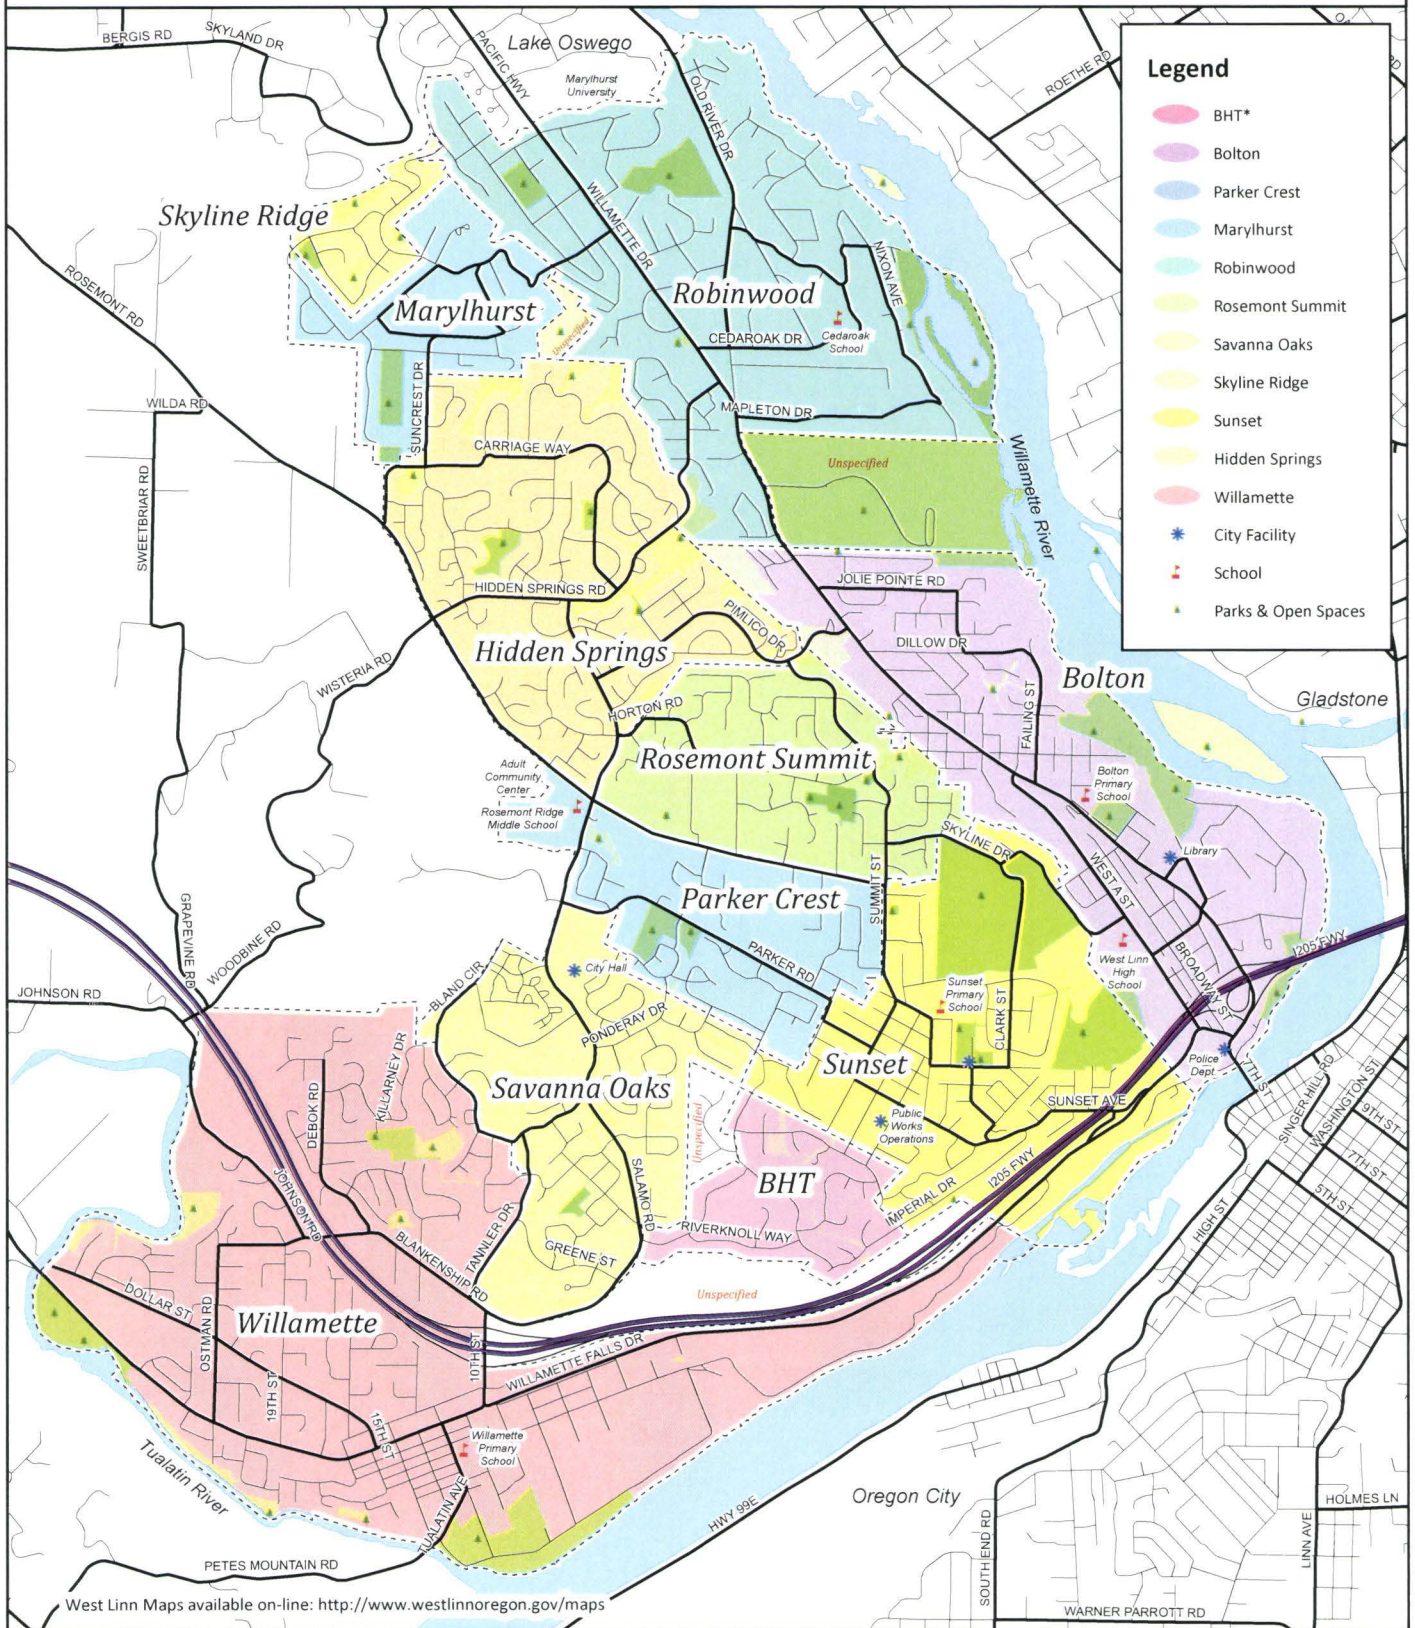 BERGIS RD
SKYLAND DR
PACIFIC HWY
Lake Oswego
Marylhurst
University
OLD RIVER DR
ROETHE RD
RD
Legend
BHT*
Bolton
Parker Crest
Marylhurst
Robinwood
Rosemont Summit
Savanna Oaks
Skyline Ridge
Sunset
Hidden Springs
Willamette
City Facility
School
Parks & Open Spaces
Skyline Ridge
WILLAMETTE DR
ROSEMONT RD
Marylhurst
Robinwood
NIXON AVE
Unspecified
CEDAROAK DR
Cedaroak
School
SUNCREST DR
WILDA RD
MAPLETON DR
CARRIAGE WAY
Unspecified
Willamette River
SWEETBRIAR RD
HIDDEN SPRINGS RD
JOLIE POINTE RD
PIMLICO DR
DILLOW DR
Hidden Springs
WISTERIA RD
Bolton
Gladstone
HORTON RD
FAILING ST
Rosemont Summit
Adult
Community
Center
Rosemont Ridge
Middle School
Bolton
Primary
School
SKYLINE DR
Library
WEST A ST
SUMMIT ST
Parker Crest
GRAPEVINE RD
WOODBINE RD
PARKER RD
West Linn
High
School
BROADWAY ST
I205 FWY
City Hall
BLAND CIR
JOHNSON RD
Sunset
Primary
School
CLARK ST
PONDERAY DR
KILLARNEY DR
Sunset
Police
Dept
7TH ST
Savanna Oaks
DEBOK RD
SUNSET AVE
SINGER HILL RD
WASHINGTON ST
9TH ST
7TH ST
5TH ST
Unspecified
Public
Works
Operations
BHT
I205 FWY
IMPERIAL DR
JOHNSON RD
SALAMO RD
TANNLER DR
RIVERKNOLL WAY
HIGH ST
BLANKENSHIP RD
GREENE ST
DOLLAR ST
OSTMAN RD
Willamette
Unspecified
10TH ST
WILLAMETTE FALLS DR
19TH ST
15TH ST
Willamette
Primary
School
Tualatin River
TUALATIN AVE
Oregon City
HWY 99E
SOUTH END RD
HOLMES LN
LINN AVE
PETES MOUNTAIN RD
West Linn Maps available on-line: http://www.westlinnoregon.gov/maps
WARNER PARROTT RD